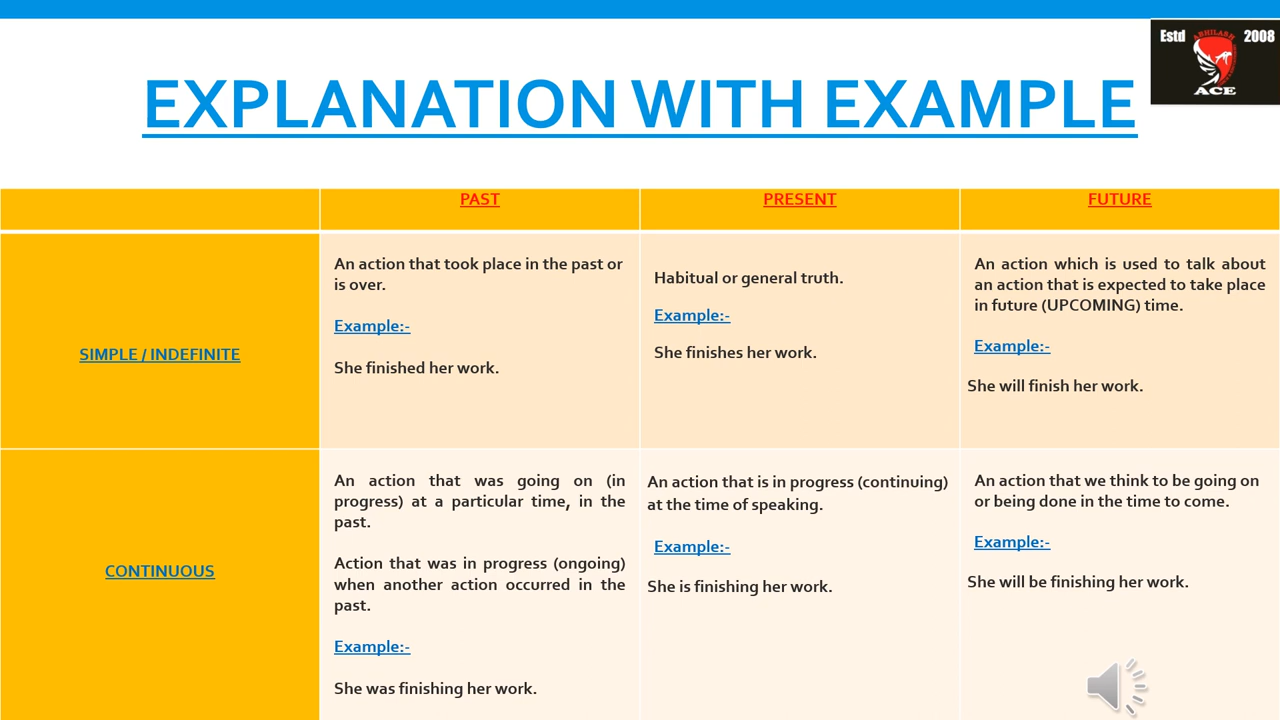 Estd 2008
ABHILASH
ACE
EXPLANATION WITH EXAMPLE
PAST
PRESENT
FUTURE
SIMPLE / INDEFINITE
An action that took place in the past or
is over.
Example:-
She finished her work.
Habitual or general truth.
Example:-
She finishes her work.
An action which is used to talk about
an action that is expected to take place
in future (UPCOMING) time.
Example:-
She will finish her work.
CONTINUOUS
An action that was going on (in
progress) at a particular time, in the
past.
Action that was in progress (ongoing)
when another action occurred in the
past.
Example:-
She was finishing her work.
An action that is in progress (continuing)
at the time of speaking.
Example:-
She is finishing her work.
An action that we think to be going on
or being done in the time to come.
Example:-
She will be finishing her work.